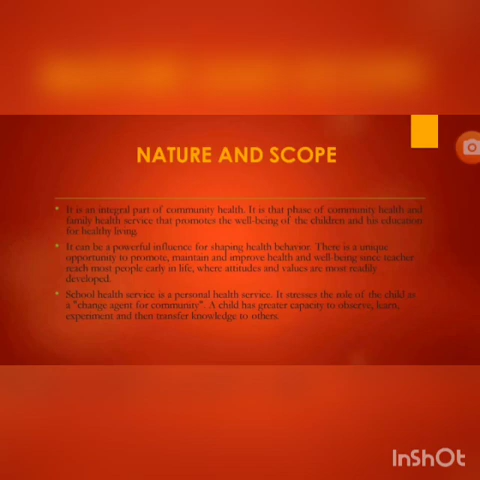 NATURE AND SCOPE
It is an integral part of community health. It is that phase of community health and
family health service that promotes the well-being of the children and his education
for healthy living.
It can be a powerful influence for shaping health behavior. There is a unique
opportunity to promote, maintain and improve health and well-being since teacher
reach most people early in life, where attitudes and values are most readily
developed.
School health service is a personal health service. It stresses the role of the child as
a "change agent for community". A child has greater capacity to observe, learn,
experiment and then transfer knowledge to others.
InShOt